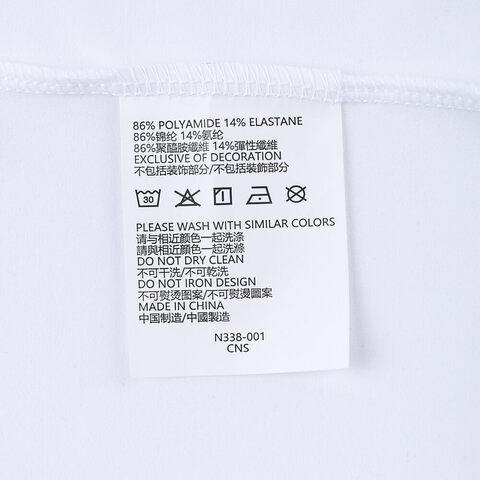 86% POLYAMIDE 14% ELASTANE
86%锦纶 14%氨纶
86%聚醯胺纖維 14%彈性纖維
EXCLUSIVE OF DECORATION
不包括装饰部分/不包括裝飾部分
30
PLEASE WASH WITH SIMILAR COLORS
请与相近颜色一起洗涤
請與相近顏色一起洗滌
DO NOT DRY CLEAN
不可干洗/不可乾洗
DO NOT IRON DESIGN
不可熨烫图案/不可熨燙圖案
MADE IN CHINA
中国制造/中國製造
N338-001
CNS